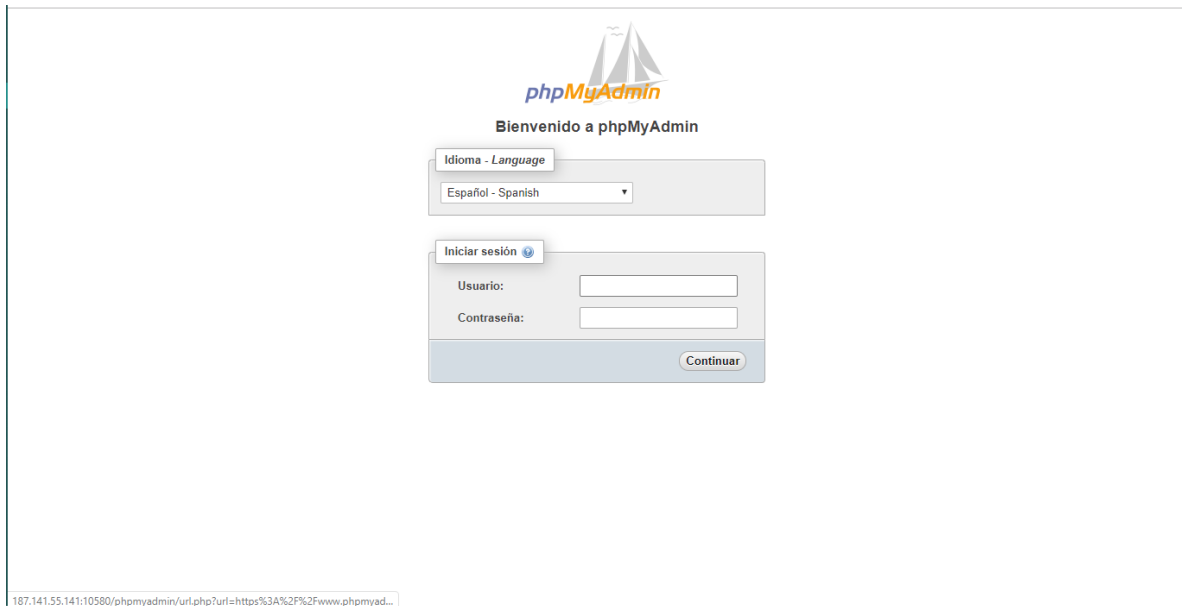 phpMyAdmin
Bienvenido a phpMyAdmin
Idioma - Language
Español - Spanish
Iniciar sesión
Usuario:
Contraseña:
Continuar
187.141.55.141:10580/phpmyadmin/url.php?url=https%3A%2F%2Fwww.phpmyad...